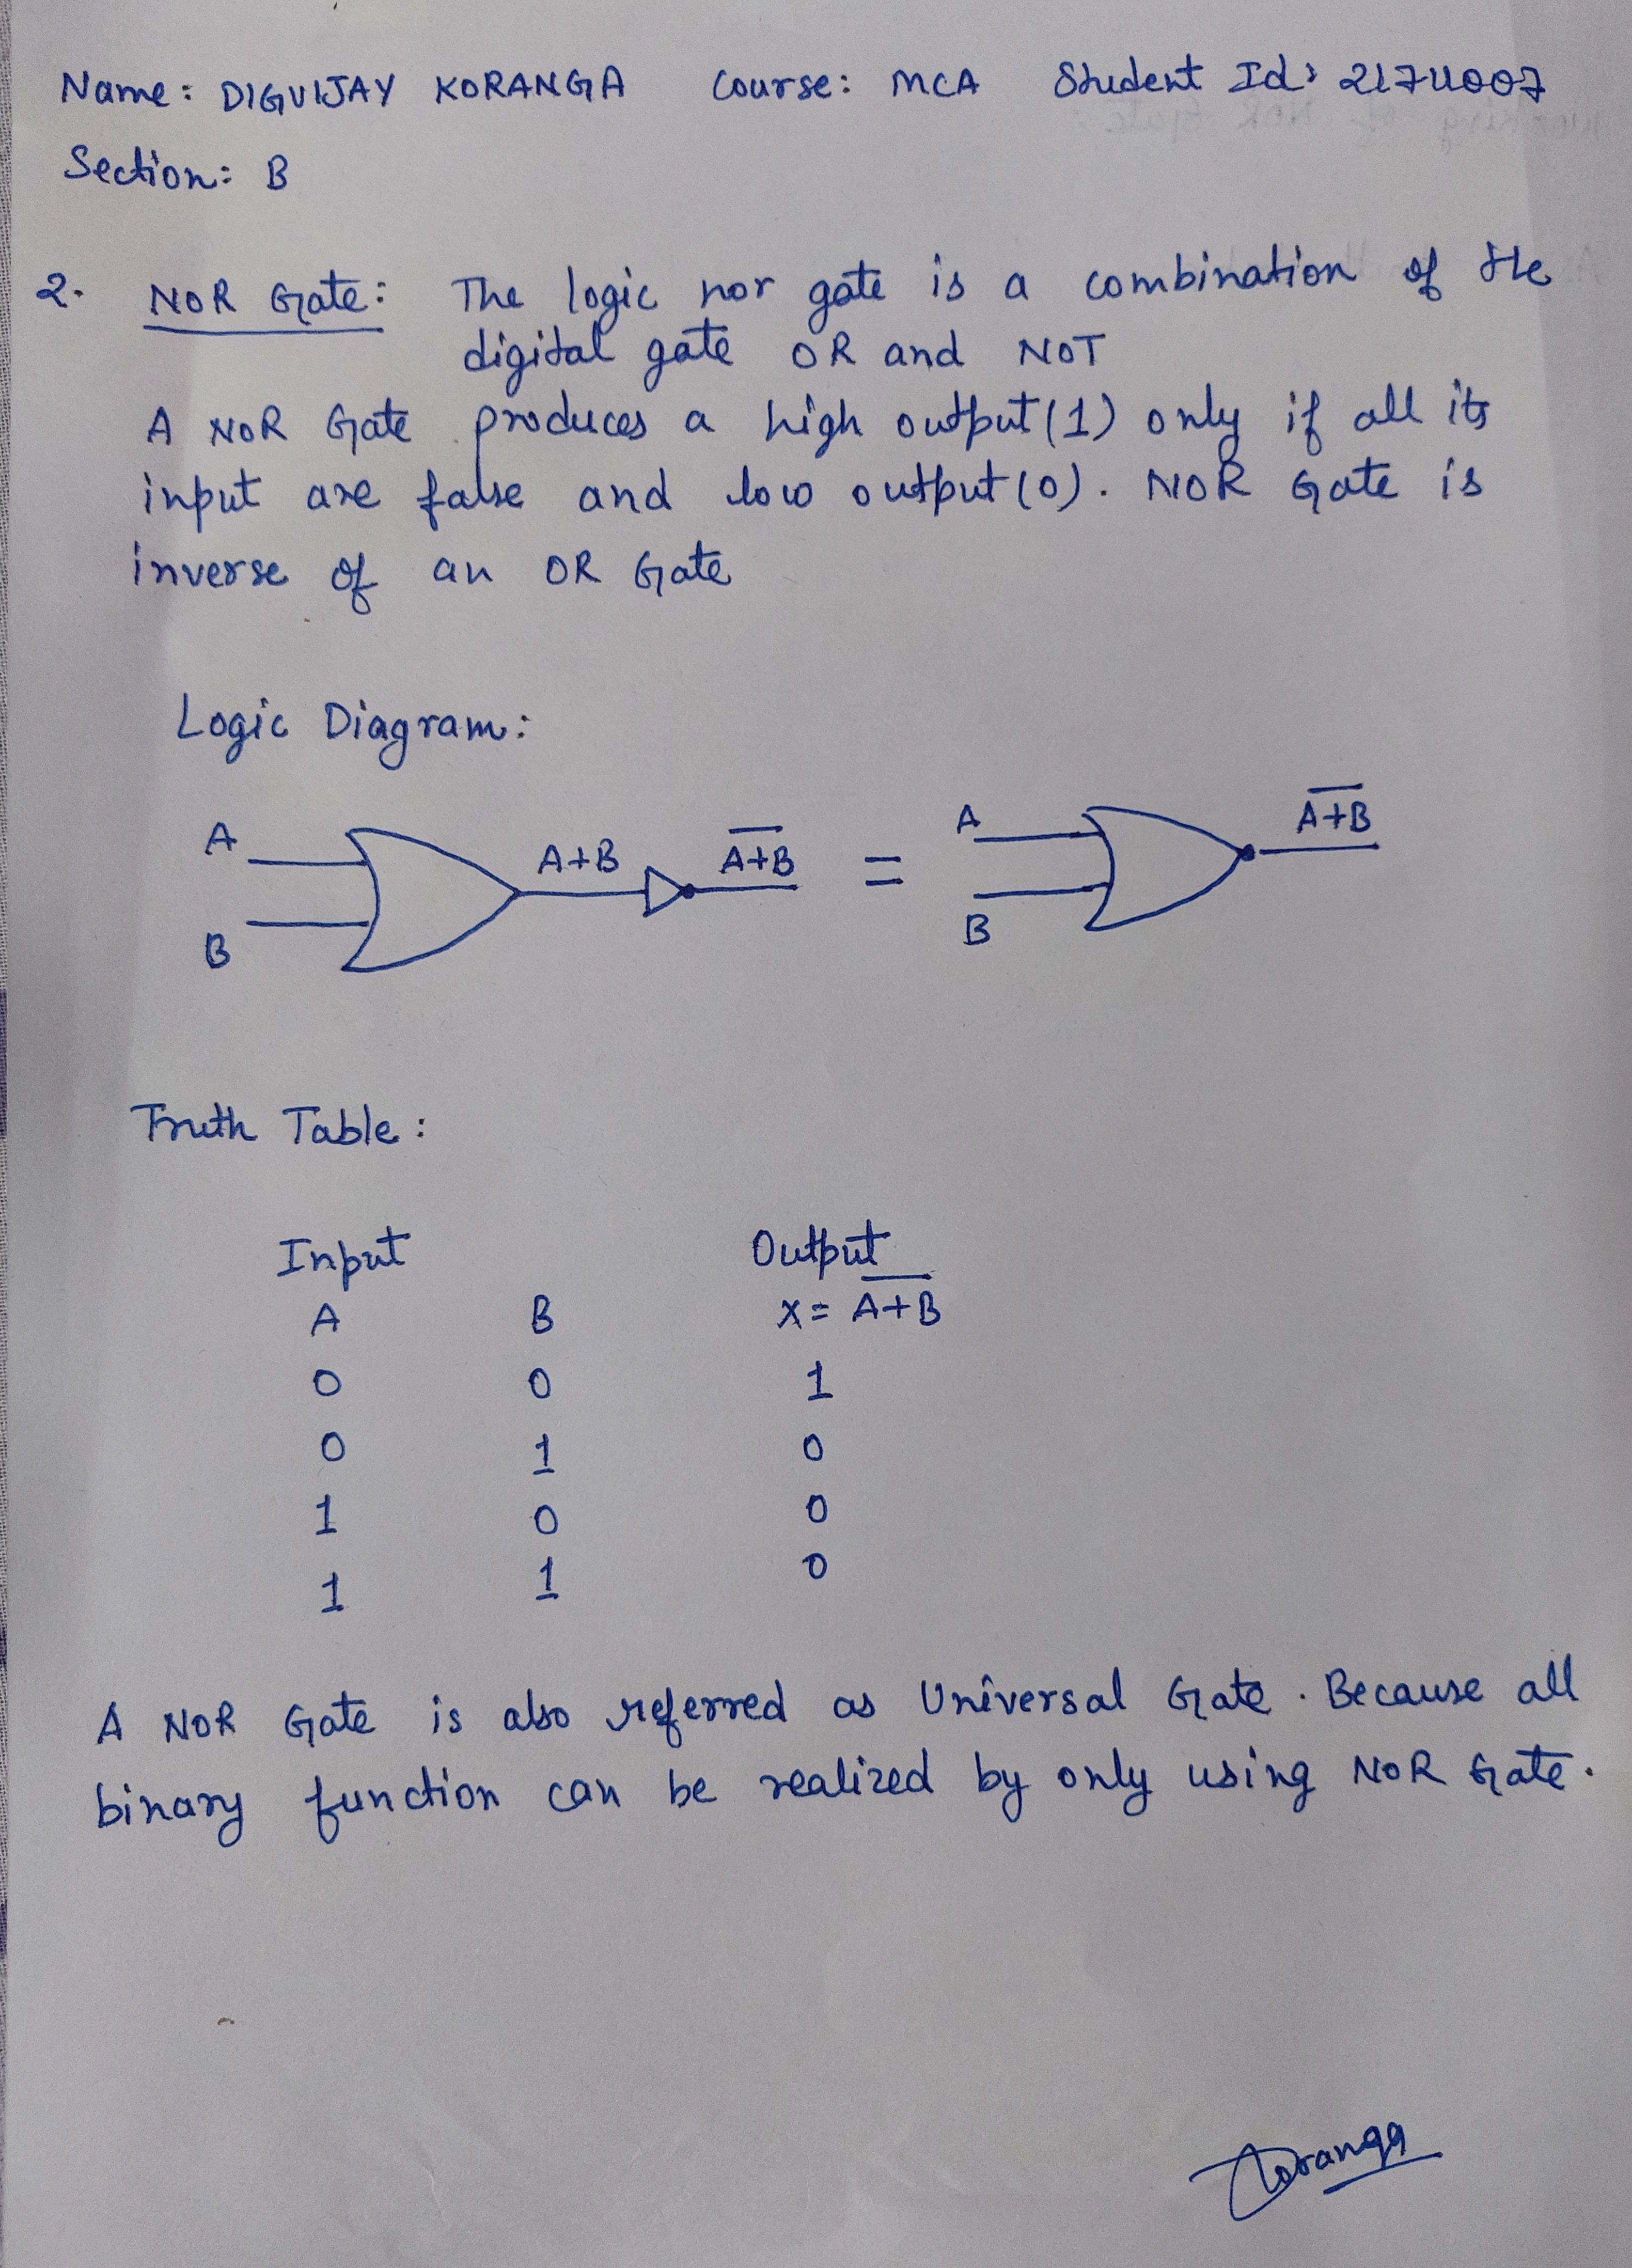 Name: DIGVIJAY KORANGA Course: MCA Student Id: 21711007
Section: B
2. NOR Gate: The logic nor gate is a combination of the
digital gate OR and NOT
A NOR Gate produces a high output(1) only if all its
input are false and low output(0). NOR Gate is
inverse of an OR Gate
Logic Diagram:
A A+B A̅+̅B̅ = A A̅+̅B̅
B B
Truth Table:
Input Output
A B X= A̅+̅B̅
0 0 1
0 1 0
1 0 0
1 1 0
A NOR Gate is also referred as Universal Gate. Because all
binary function can be realized by only using NOR Gate.
Koranga